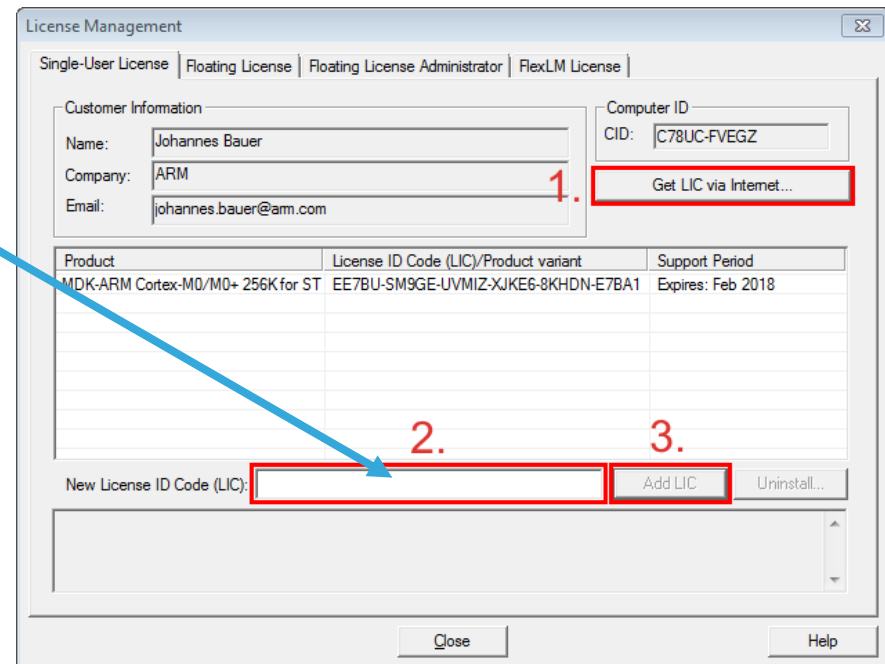 License Management
Single-User License Floating License Floating License Administrator FlexLM License
Customer Information
Name: Johannes Bauer
Company: ARM
Email: johannes.bauer@arm.com
Computer ID
CID: C78UC-FVEGZ
1. Get LIC via Internet...
Product License ID Code (LIC)/Product variant Support Period
MDK-ARM Cortex-M0/M0+ 256K for ST EE7BU-SM9GE-UVMIZ-XJKE6-8KHDN-E7BA1 Expires: Feb 2018
2. 3.
New License ID Code (LIC): Add LIC Uninstall...
Close Help